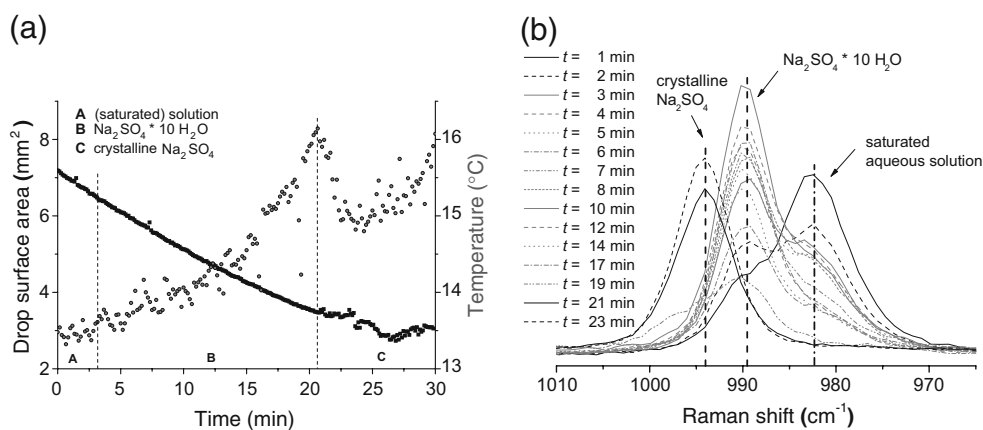 (a)
A (saturated) solution
B Na₂SO₄ * 10 H₂O
C crystalline Na₂SO₄
Drop surface area (mm²)
8
6
4
2
16
15
14
13
Temperature (°C)
A
B
C
0
5
10
15
20
25
30
Time (min)
(b)
t = 1 min
t = 2 min
t = 3 min
t = 4 min
t = 5 min
t = 6 min
t = 7 min
t = 8 min
t = 10 min
t = 12 min
t = 14 min
t = 17 min
t = 19 min
t = 21 min
t = 23 min
crystalline
Na₂SO₄
Na₂SO₄ * 10 H₂O
saturated
aqueous solution
1010
1000
990
980
970
Raman shift (cm⁻¹)